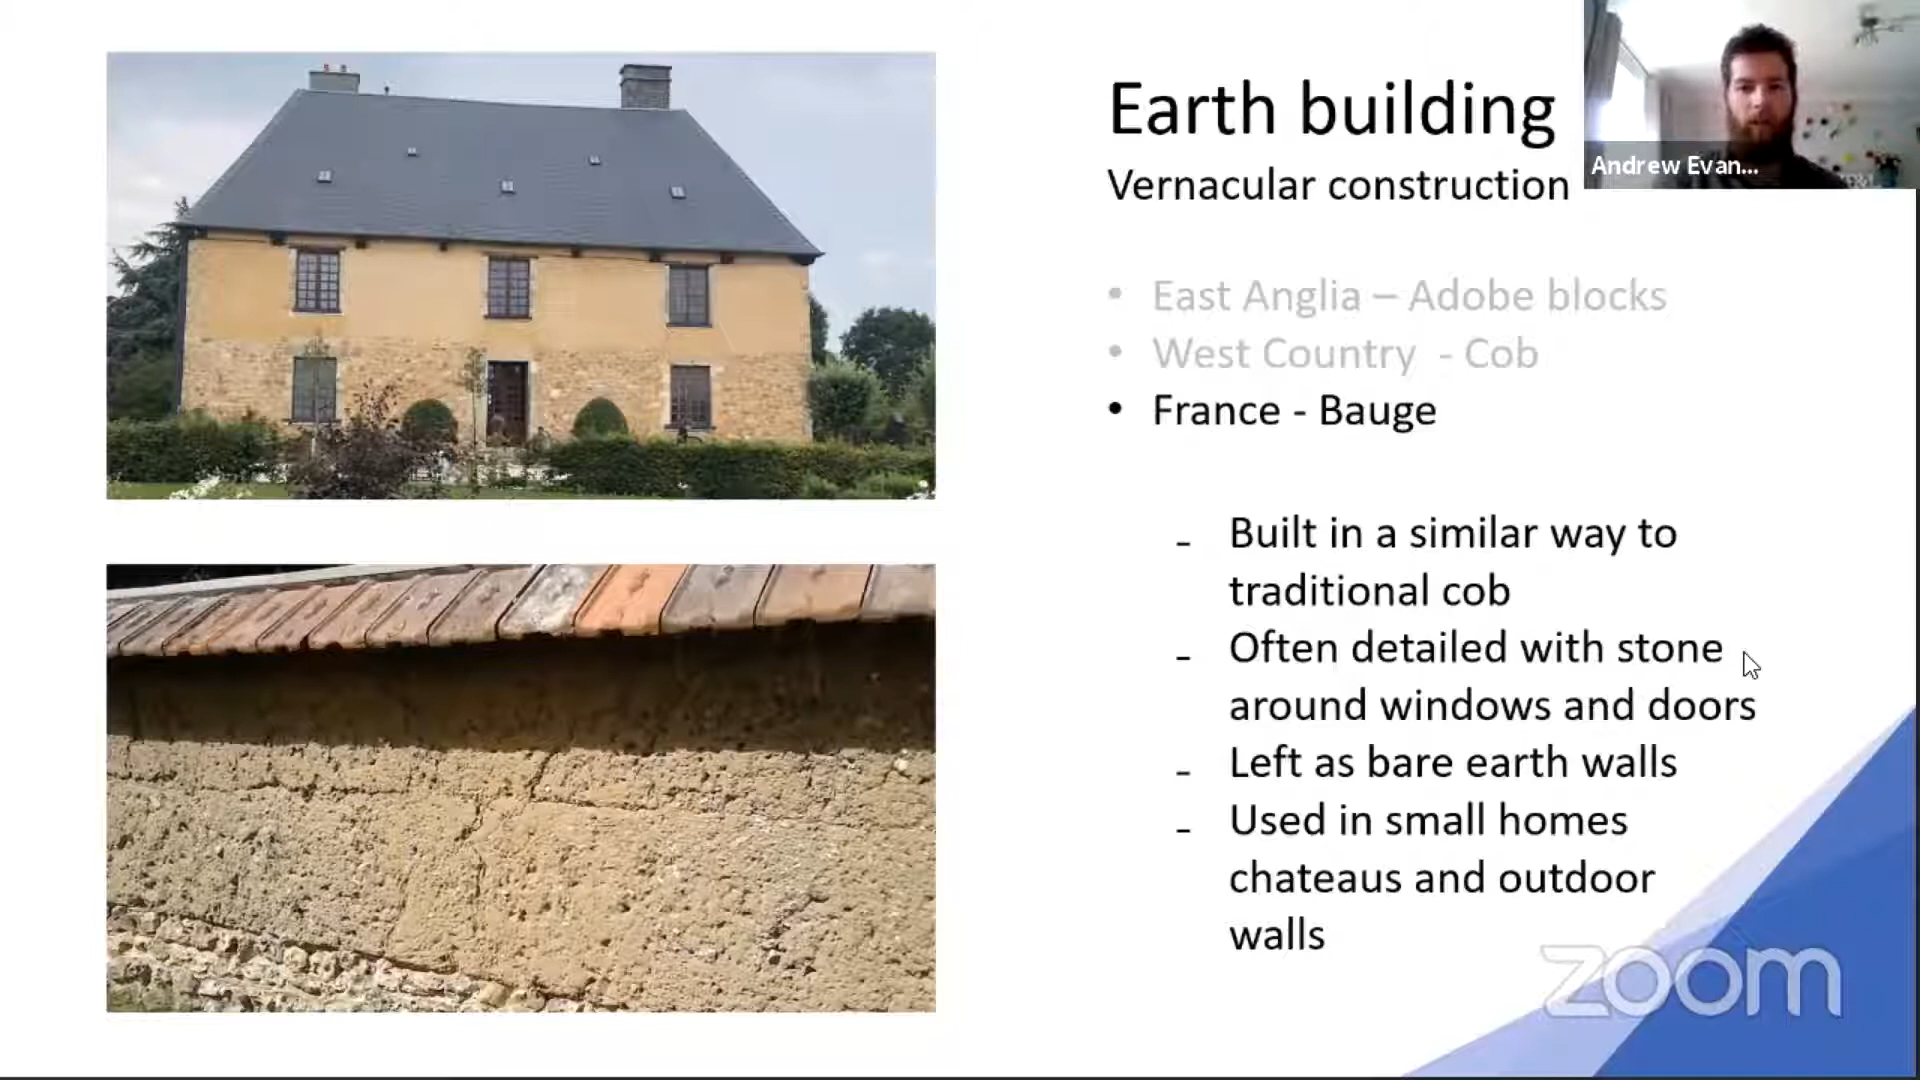 Earth building
Vernacular construction
Andrew Evan...
• East Anglia – Adobe blocks
• West Country - Cob
• France - Bauge
- Built in a similar way to
traditional cob
- Often detailed with stone
around windows and doors
- Left as bare earth walls
- Used in small homes
chateaus and outdoor
walls
zoom